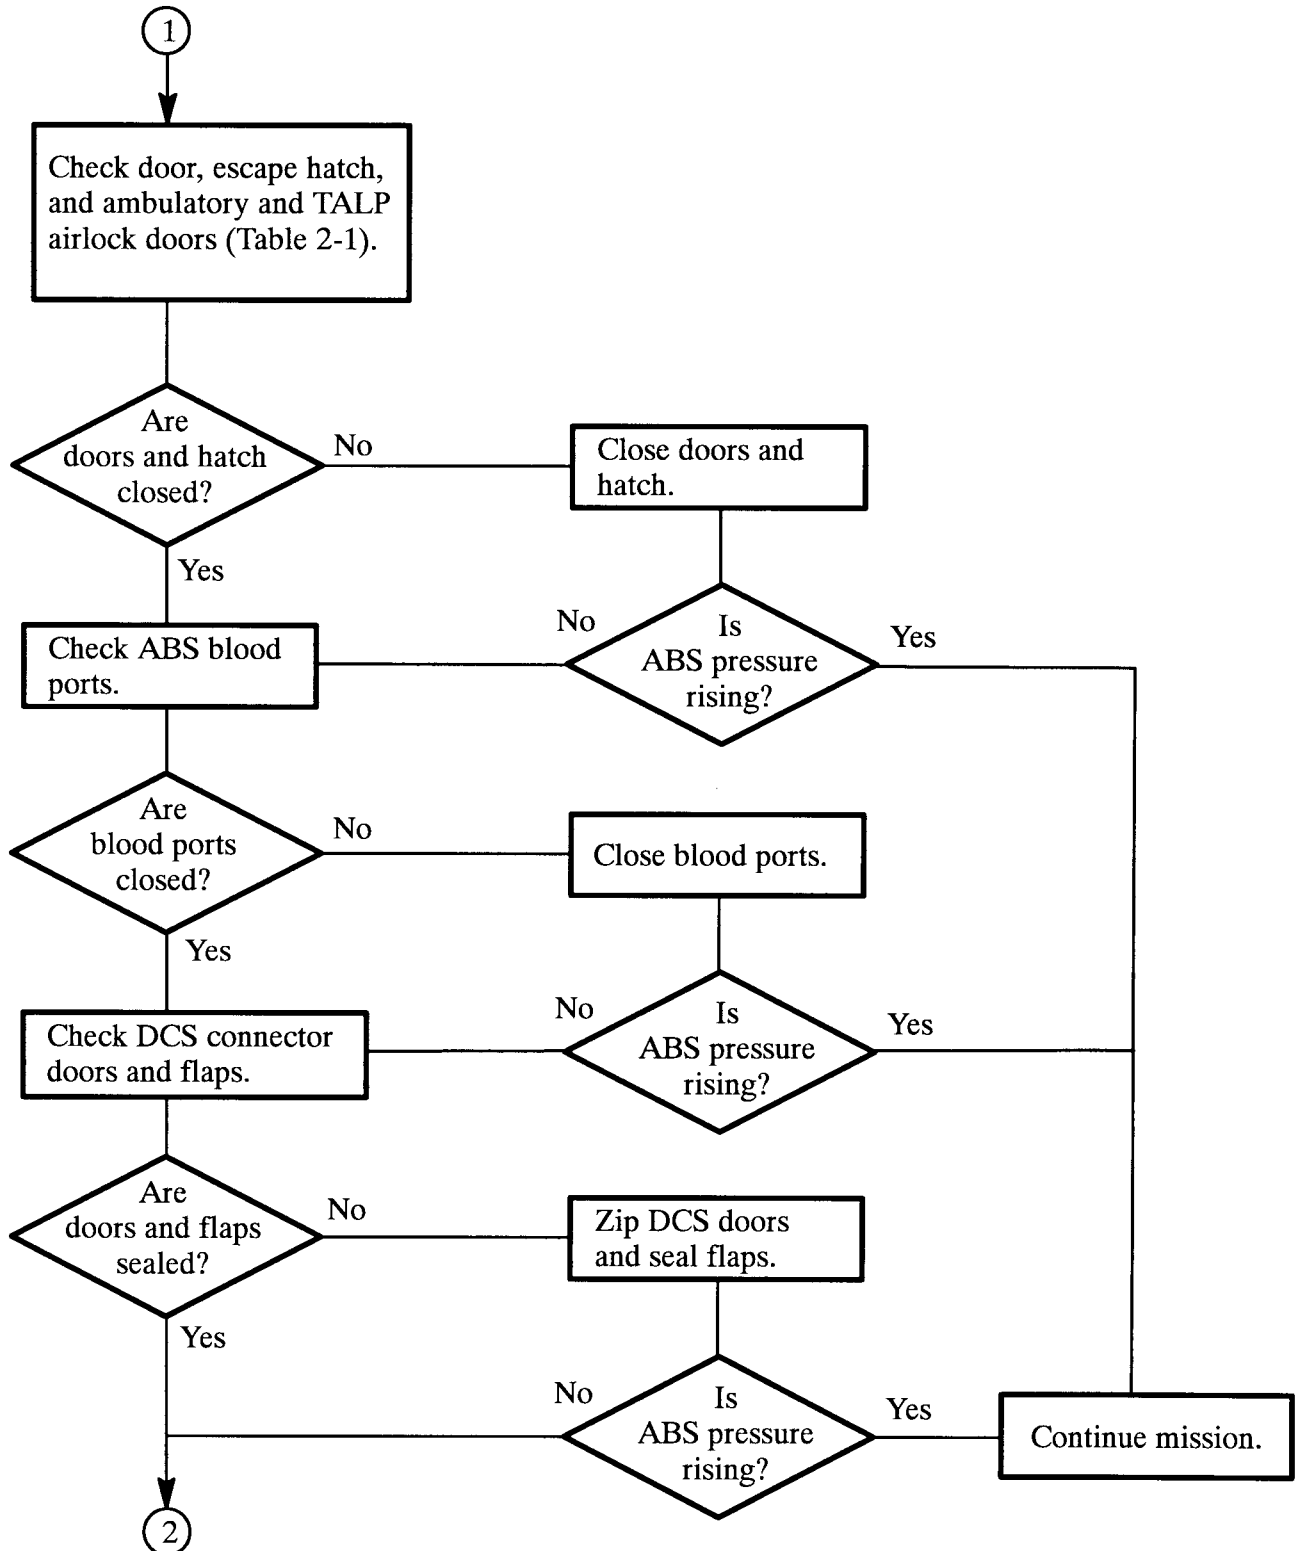 1
Check door, escape hatch,
and ambulatory and TALP
airlock doors (Table 2-1).
Are
doors and hatch
closed?
No
Close doors and
hatch.
Yes
Check ABS blood
ports.
No
Is
ABS pressure
rising?
Yes
Are
blood ports
closed?
No
Close blood ports.
Yes
Check DCS connector
doors and flaps.
No
Is
ABS pressure
rising?
Yes
Are
doors and flaps
sealed?
No
Zip DCS doors
and seal flaps.
Yes
No
Is
ABS pressure
rising?
Yes
Continue mission.
2